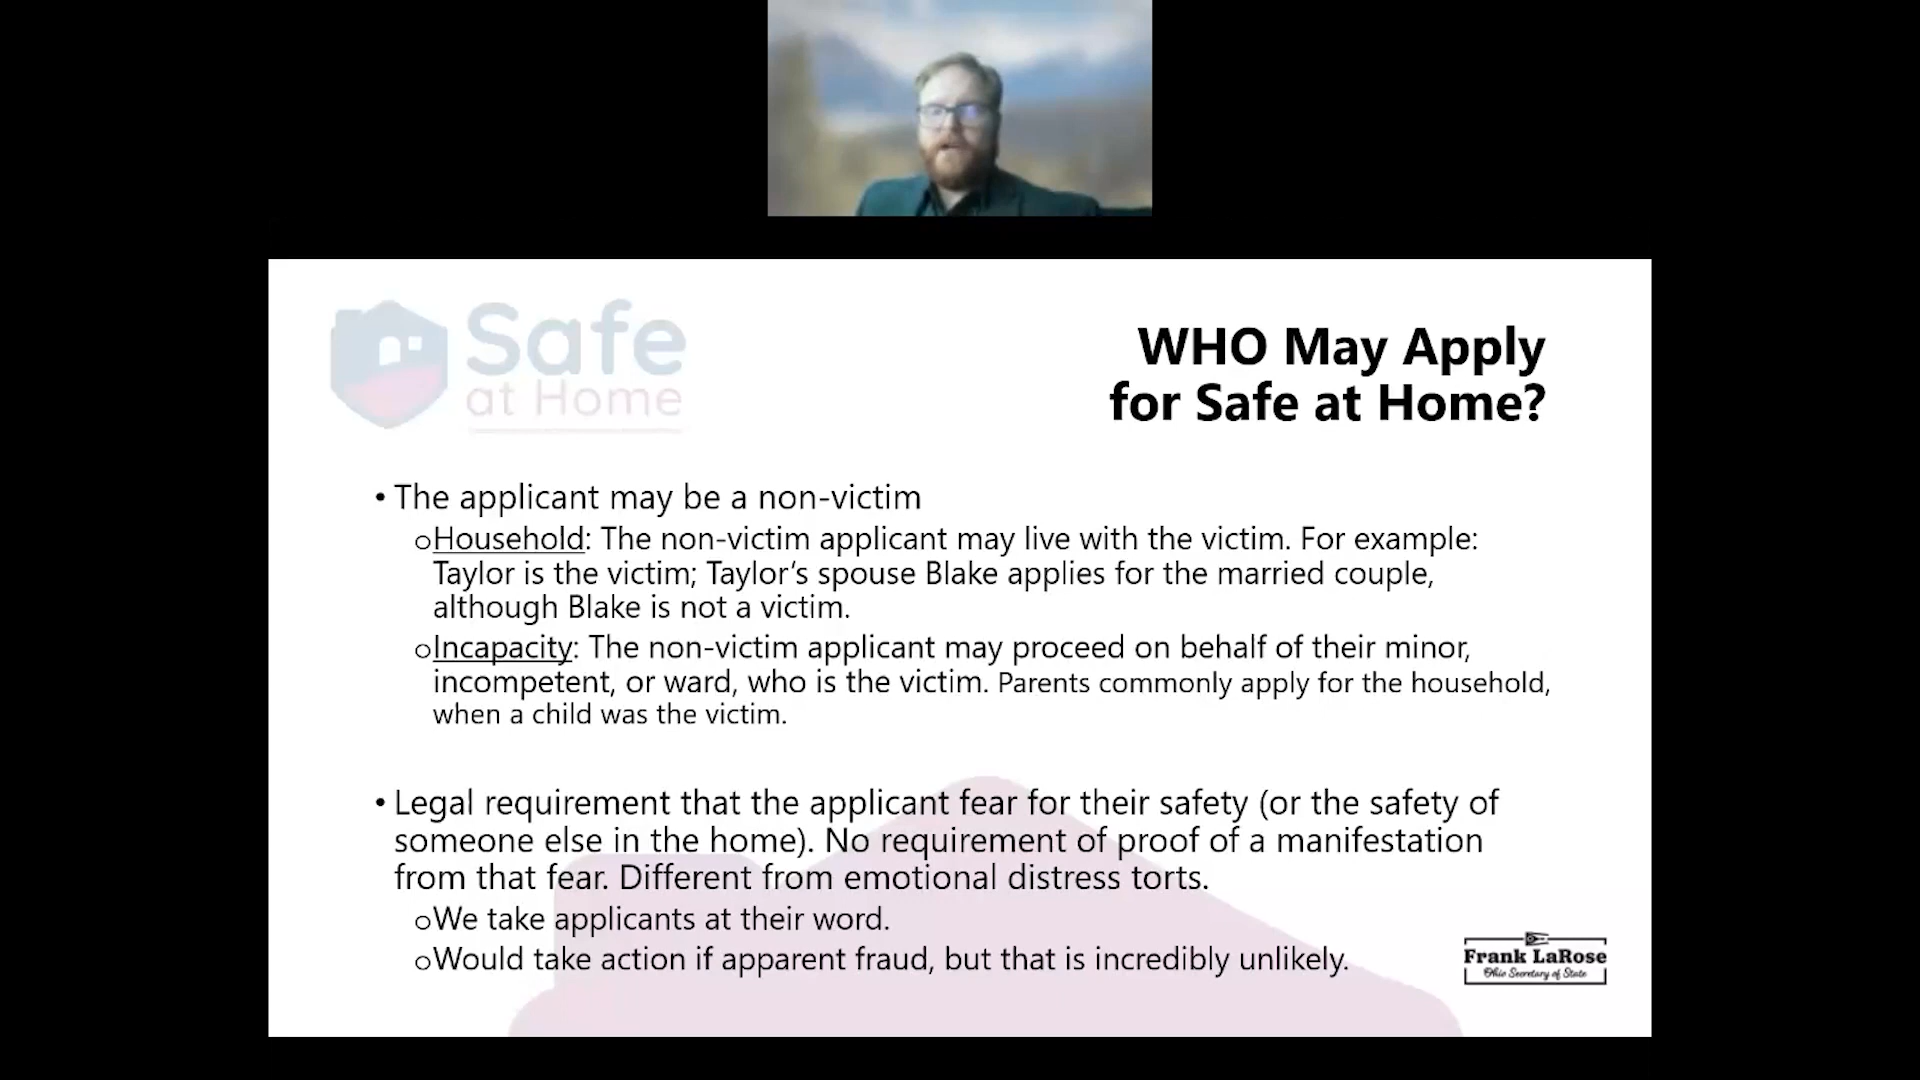 Safe
at Home
WHO May Apply
for Safe at Home?
• The applicant may be a non-victim
oHousehold: The non-victim applicant may live with the victim. For example:
Taylor is the victim; Taylor’s spouse Blake applies for the married couple,
although Blake is not a victim.
oIncapacity: The non-victim applicant may proceed on behalf of their minor,
incompetent, or ward, who is the victim. Parents commonly apply for the household,
when a child was the victim.
• Legal requirement that the applicant fear for their safety (or the safety of
someone else in the home). No requirement of proof of a manifestation
from that fear. Different from emotional distress torts.
oWe take applicants at their word.
oWould take action if apparent fraud, but that is incredibly unlikely.
Frank LaRose
Ohio Secretary of State